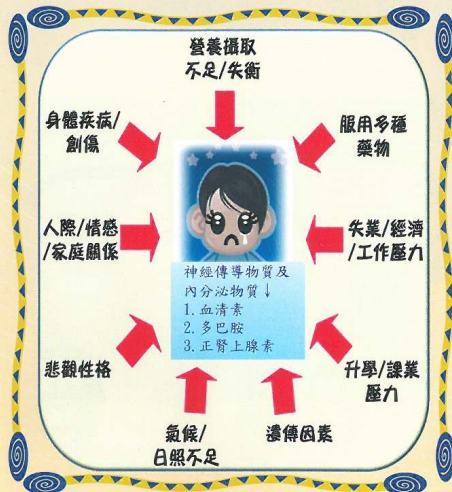 營養攝取
不足/失衡
身體疾病/
創傷
服用多種
藥物
人際/情感
/家庭關係
失業/經濟
/工作壓力
神經傳導物質及
內分泌物質↓
1. 血清素
2. 多巴胺
3. 正腎上腺素
悲觀性格
升學/課業
壓力
氣候/
日照不足
遺傳因素